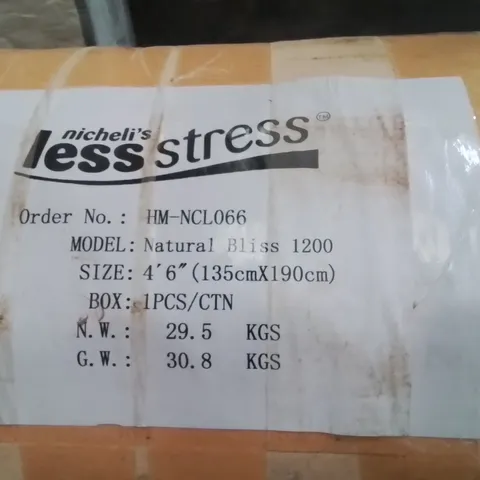 nicheli's
less stress™
Order No.: HM-NCL066
MODEL: Natural Bliss 1200
SIZE: 4'6"(135cmX190cm)
BOX: 1PCS/CTN
N.W.: 29.5 KGS
G.W.: 30.8 KGS